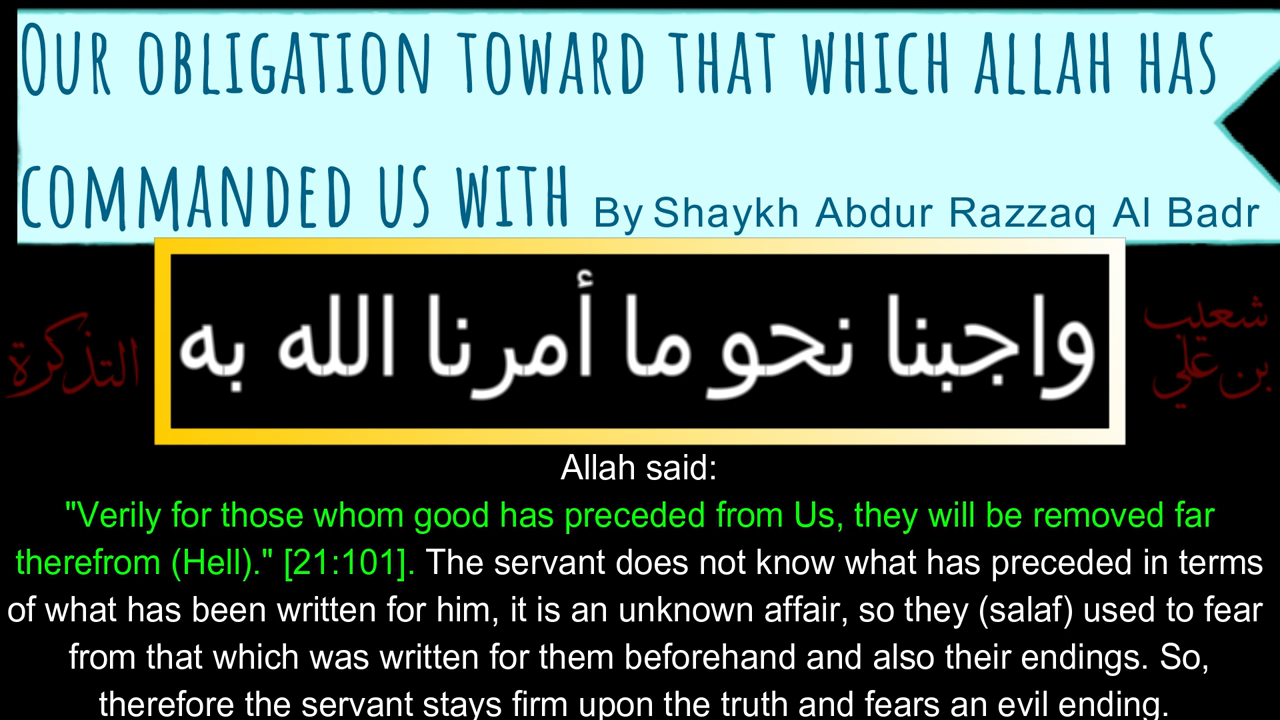 Our obligation toward that which Allah has
commanded us with By Shaykh Abdur Razzaq Al Badr
واجبنا نحو ما أمرنا الله به
شعيب
بن علي
التذكرة
Allah said:
"Verily for those whom good has preceded from Us, they will be removed far
therefrom (Hell)." [21:101]. The servant does not know what has preceded in terms
of what has been written for him, it is an unknown affair, so they (salaf) used to fear
from that which was written for them beforehand and also their endings. So,
therefore the servant stays firm upon the truth and fears an evil ending.